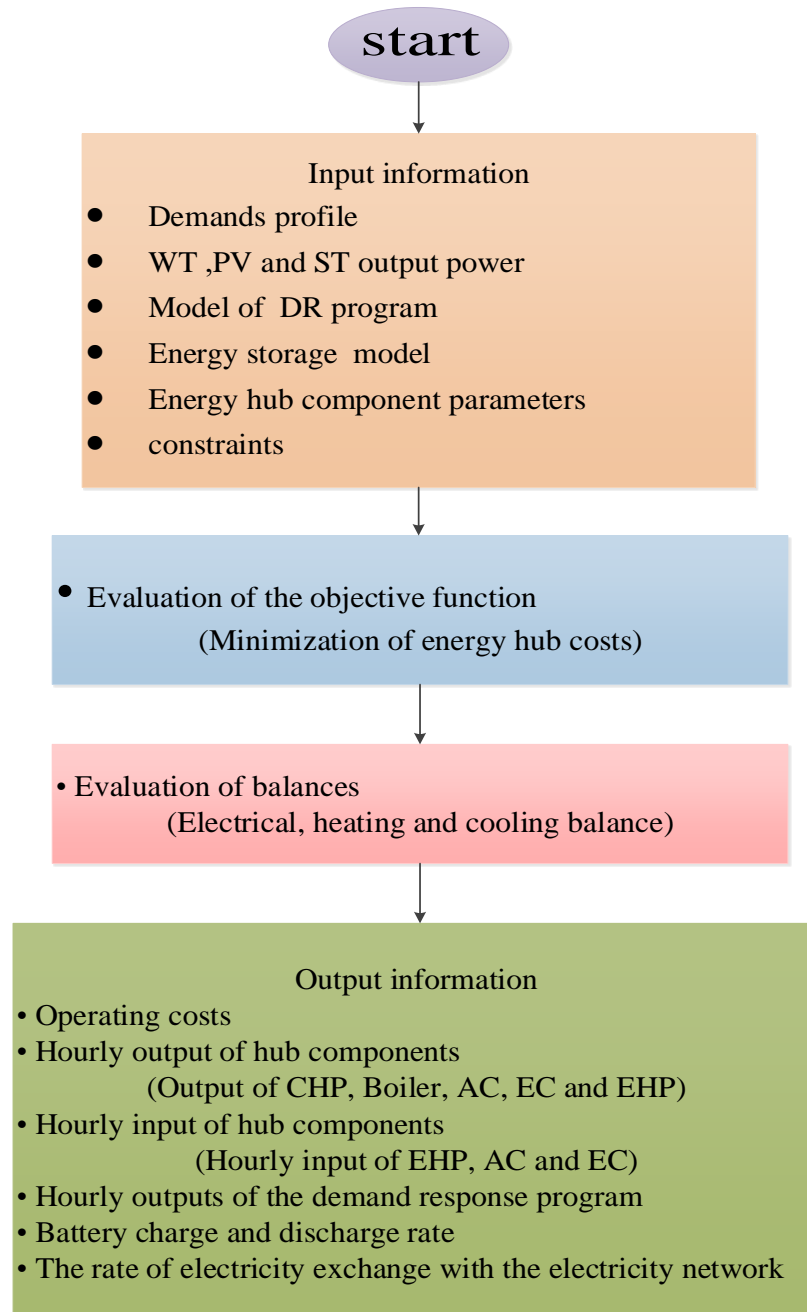 start
Input information
• Demands profile
• WT ,PV and ST output power
• Model of DR program
• Energy storage model
• Energy hub component parameters
• constraints
• Evaluation of the objective function
(Minimization of energy hub costs)
• Evaluation of balances
(Electrical, heating and cooling balance)
Output information
• Operating costs
• Hourly output of hub components
(Output of CHP, Boiler, AC, EC and EHP)
• Hourly input of hub components
(Hourly input of EHP, AC and EC)
• Hourly outputs of the demand response program
• Battery charge and discharge rate
• The rate of electricity exchange with the electricity network